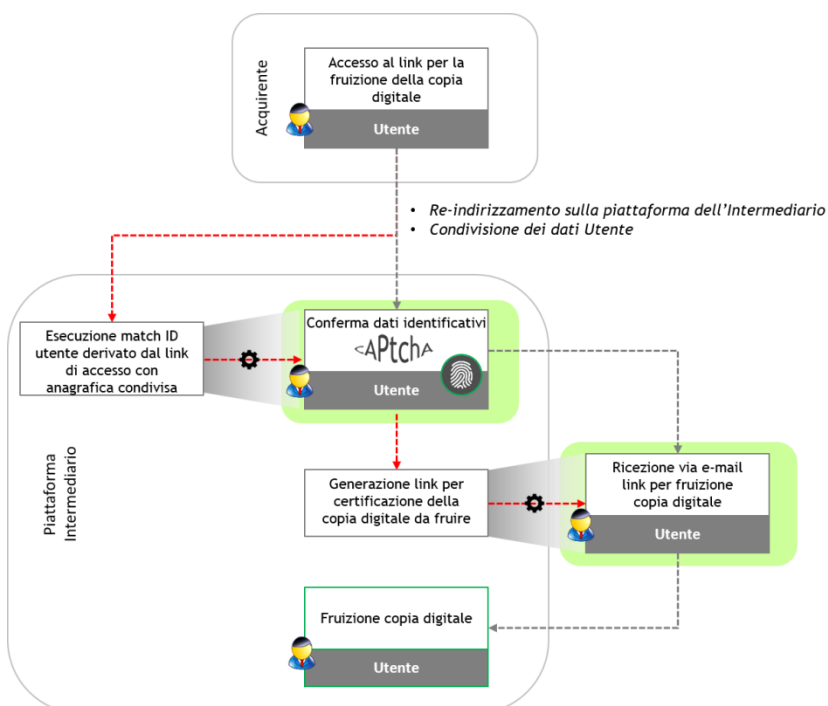 Acquirente
Accesso al link per la
fruizione della copia
digitale
Utente
• Re-indirizzamento sulla piattaforma dell'Intermediario
• Condivisione dei dati Utente
Esecuzione match ID
utente derivato dal link
di accesso con
anagrafica condivisa
Conferma dati identificativi
<APtchA
Utente
Piattaforma
Intermediario
Generazione link per
certificazione della
copia digitale da fruire
Ricezione via e-mail
link per fruizione
copia digitale
Utente
Fruizione copia digitale
Utente